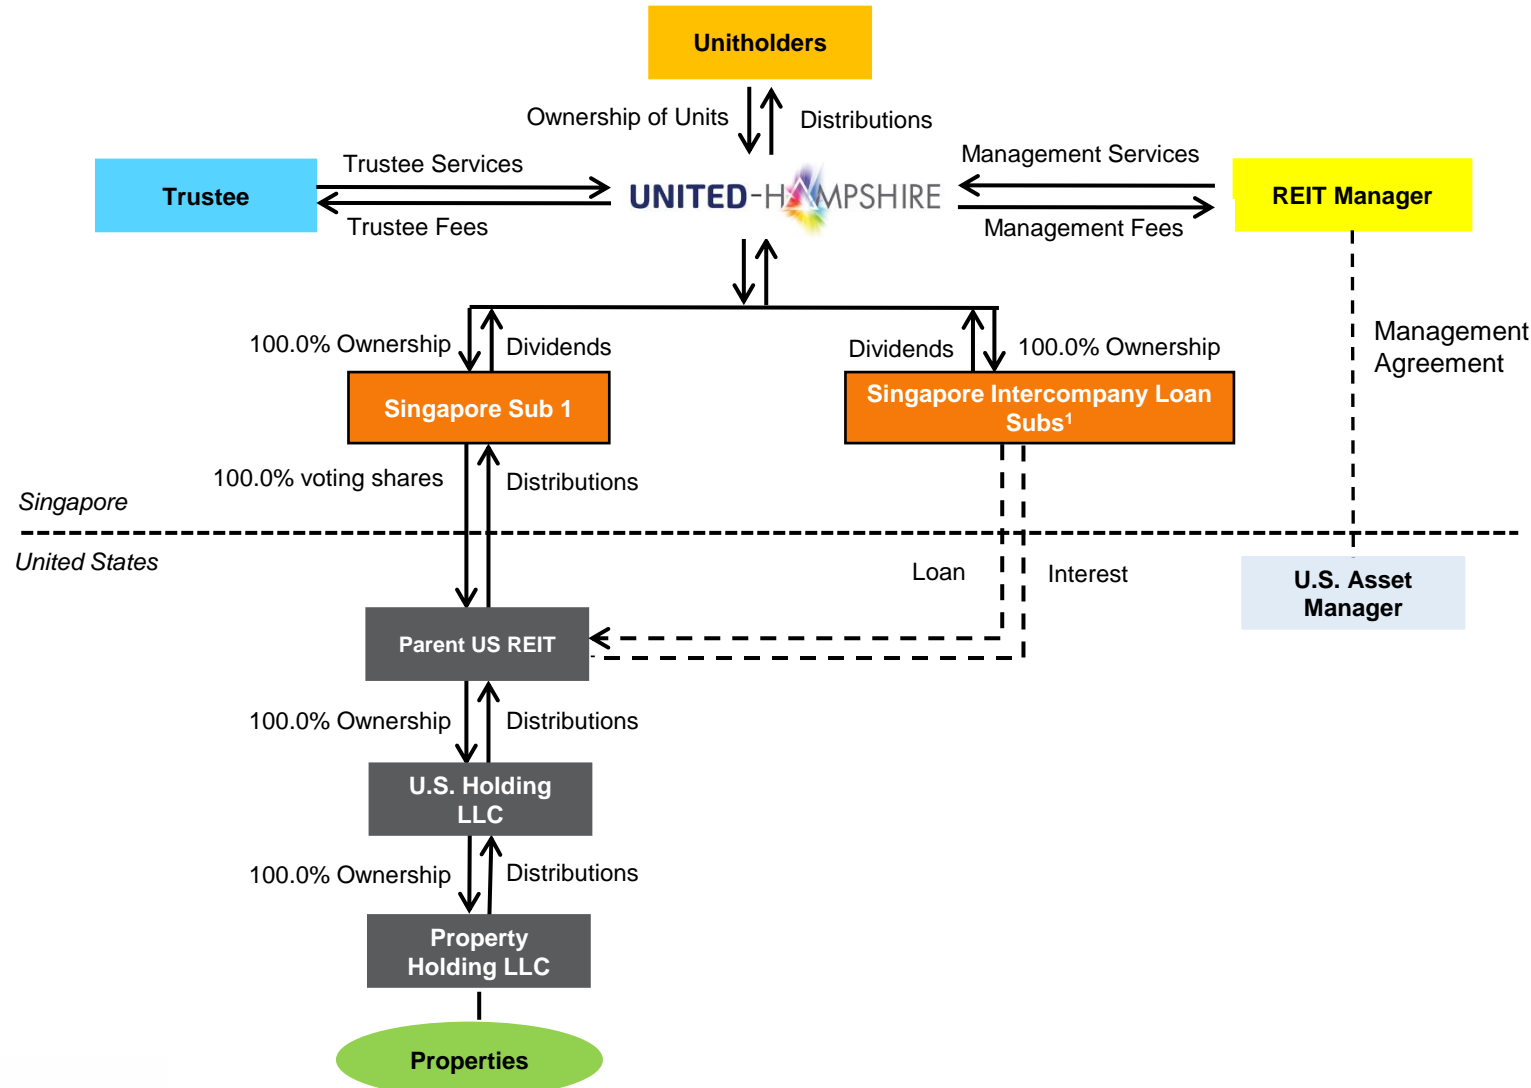 Unitholders
Ownership of Units
Distributions
Trustee Services
Management Services
Trustee
UNITED-HAMPSHIRE
REIT Manager
Trustee Fees
Management Fees
100.0% Ownership
Dividends
Dividends
100.0% Ownership
Management
Agreement
Singapore Sub 1
Singapore Intercompany Loan
Subs¹
100.0% voting shares
Distributions
Singapore
United States
Loan
Interest
U.S. Asset
Manager
Parent US REIT
100.0% Ownership
Distributions
U.S. Holding
LLC
100.0% Ownership
Distributions
Property
Holding LLC
Properties